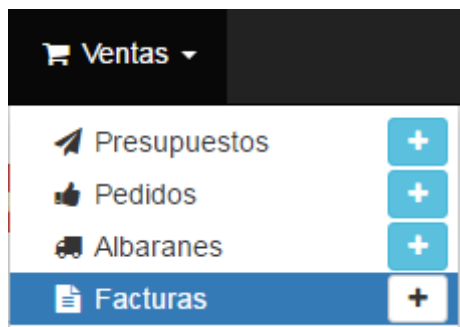 Ventas
Presupuestos
Pedidos
Albaranes
Facturas